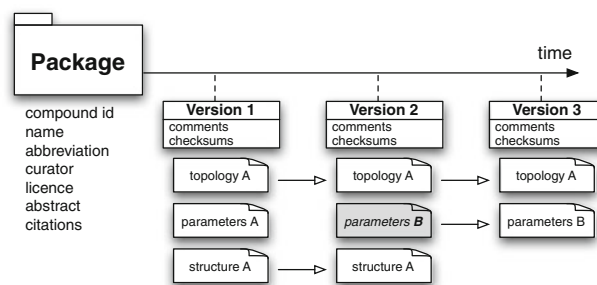 Package
time
compound id
name
abbreviation
curator
licence
abstract
citations
Version 1
comments
checksums
Version 2
comments
checksums
Version 3
comments
checksums
topology A
topology A
topology A
parameters A
parameters B
parameters B
structure A
structure A